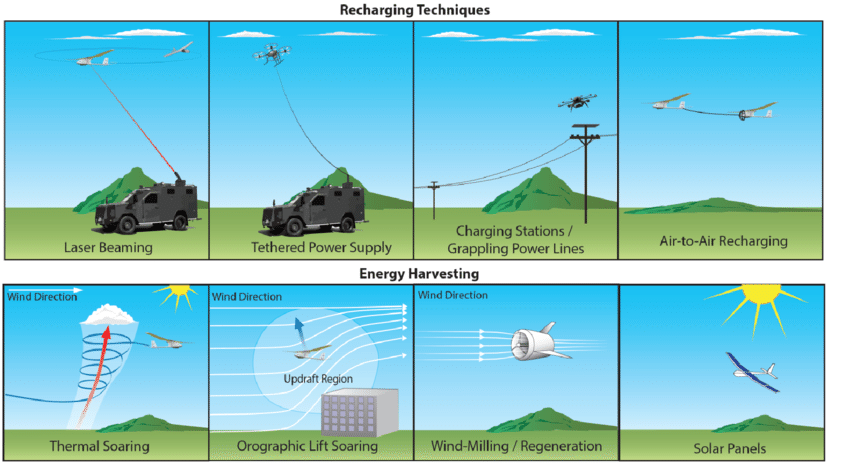 Recharging Techniques
Laser Beaming
Tethered Power Supply
Charging Stations /
Grappling Power Lines
Air-to-Air Recharging
Energy Harvesting
Wind Direction
Thermal Soaring
Wind Direction
Updraft Region
Orographic Lift Soaring
Wind Direction
Wind-Milling / Regeneration
Solar Panels